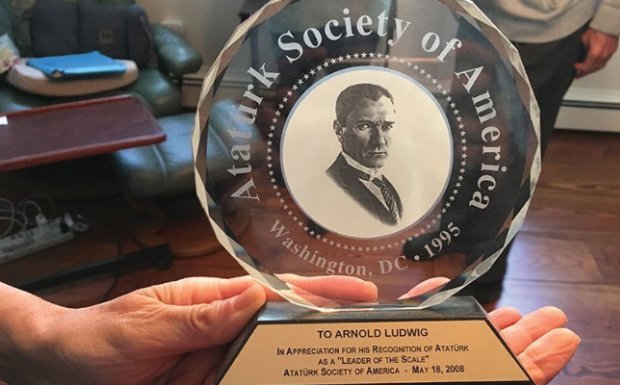 Atatürk Society of America
Washington, DC • 1995
TO ARNOLD LUDWIG
IN APPRECIATION FOR HIS RECOGNITION OF ATATÜRK
AS A "LEADER OF THE SCALE"
ATATÜRK SOCIETY OF AMERICA - MAY 18, 2008